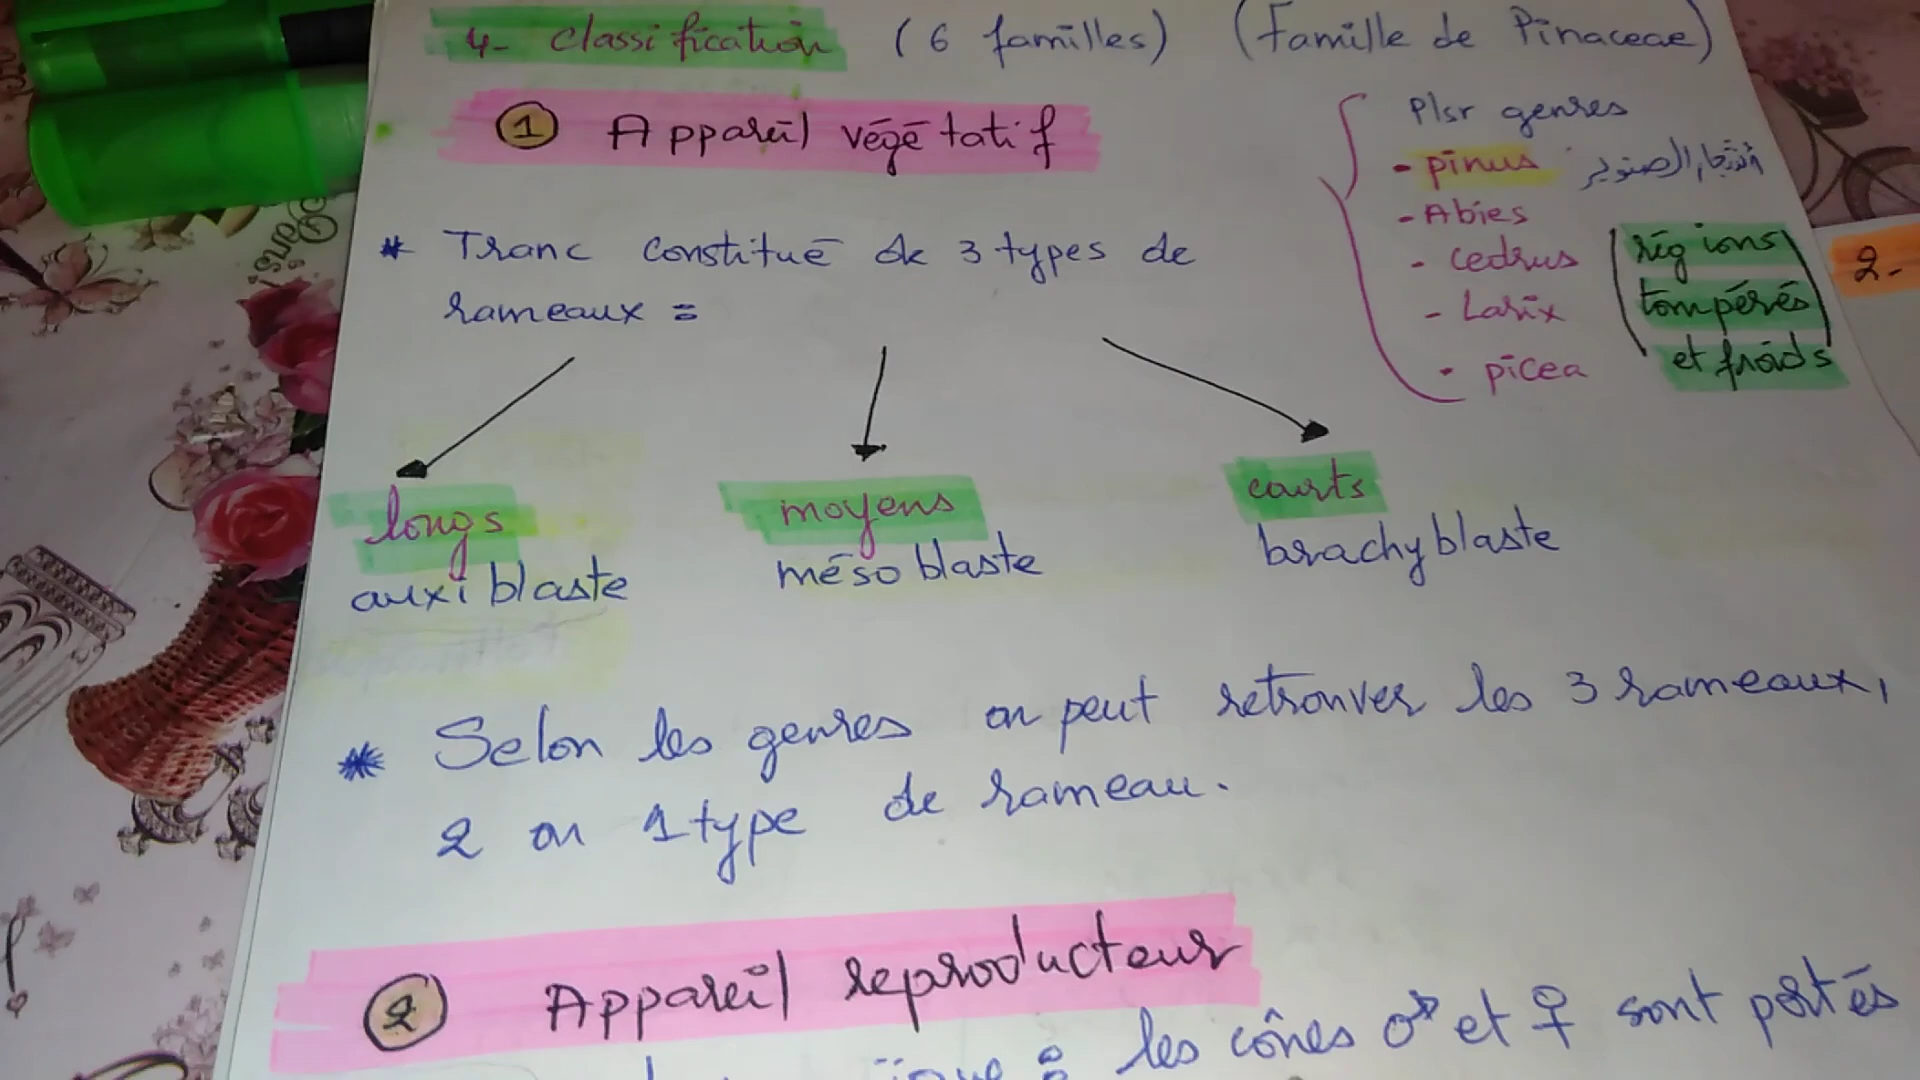 4- Classification (6 familles) (Famille de Pinaceae)
① Appareil végétatif
Plsr genres
- pinus أشجار الصنوبر
- Abies
- Cedrus
- Larix
- picea
(régions
tempérés
et froids)
2-
* Tronc constitué de 3 types de
rameaux :
longs
auxiblaste
moyens
mésoblaste
courts
brachyblaste
* Selon les genres on peut retrouver les 3 rameaux,
2 ou 1 type de rameau.
② Appareil reproducteur
: les cônes ♂ et ♀ sont portés